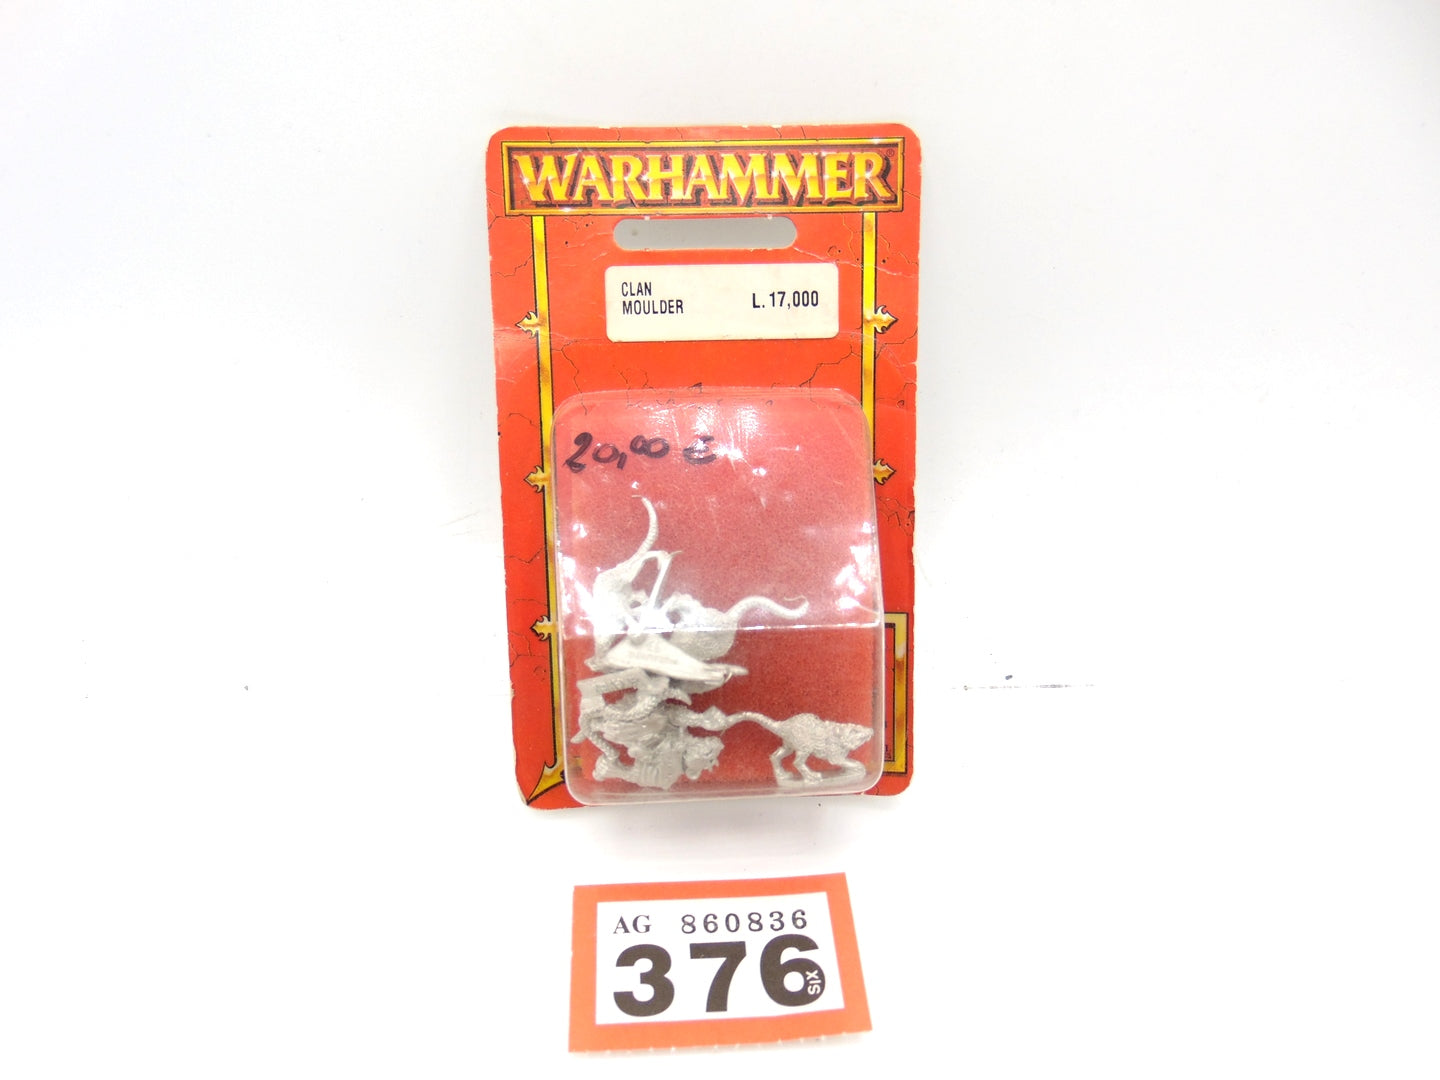 WARHAMMER®
CLAN
MOULDER
L. 17,000
20,00 €
AG 860836
376
SIX